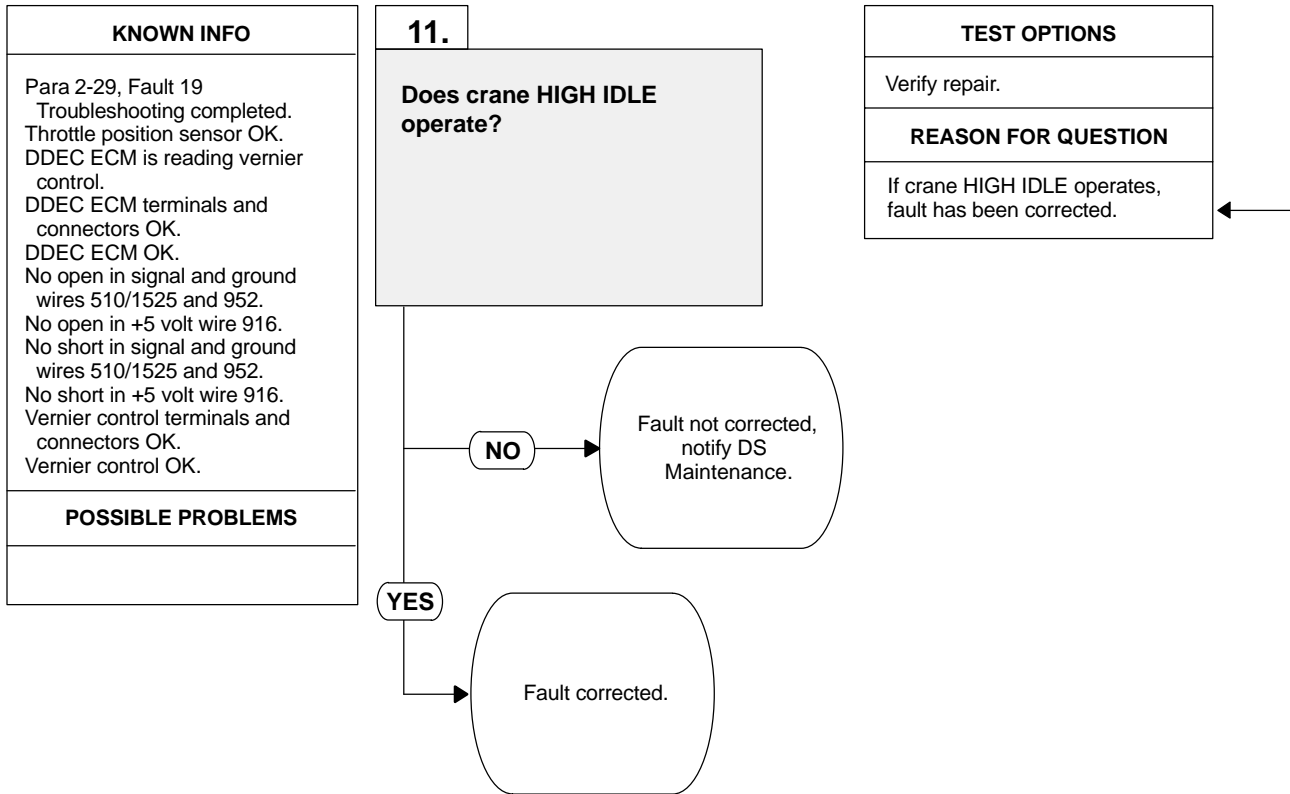 KNOWN INFO
Para 2-29, Fault 19
Troubleshooting completed.
Throttle position sensor OK.
DDEC ECM is reading vernier
control.
DDEC ECM terminals and
connectors OK.
DDEC ECM OK.
No open in signal and ground
wires 510/1525 and 952.
No open in +5 volt wire 916.
No short in signal and ground
wires 510/1525 and 952.
No short in +5 volt wire 916.
Vernier control terminals and
connectors OK.
Vernier control OK.
POSSIBLE PROBLEMS
11.
Does crane HIGH IDLE
operate?
TEST OPTIONS
Verify repair.
REASON FOR QUESTION
If crane HIGH IDLE operates,
fault has been corrected.
NO
Fault not corrected,
notify DS
Maintenance.
YES
Fault corrected.